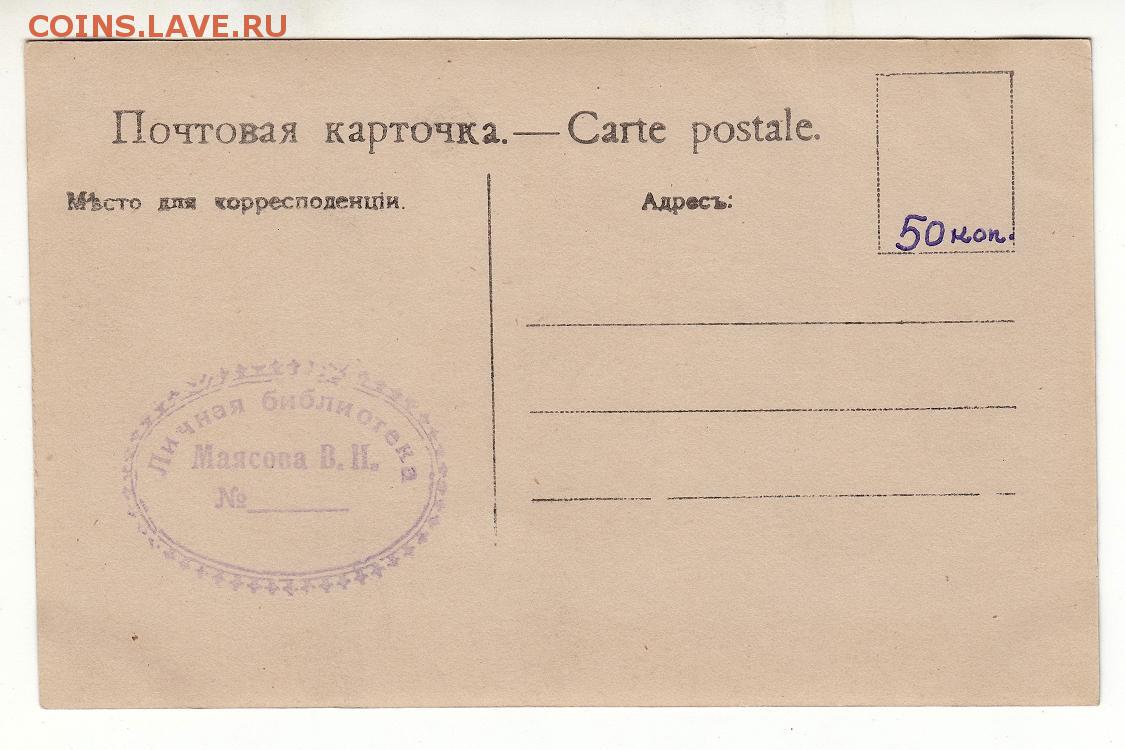 COINS.LAVE.RU
Почтовая карточка. — Carte postale.
Мѣсто для корресподенціи.
Адресъ:
50 коп.
Личная библиотека
Маясова В. И.
№